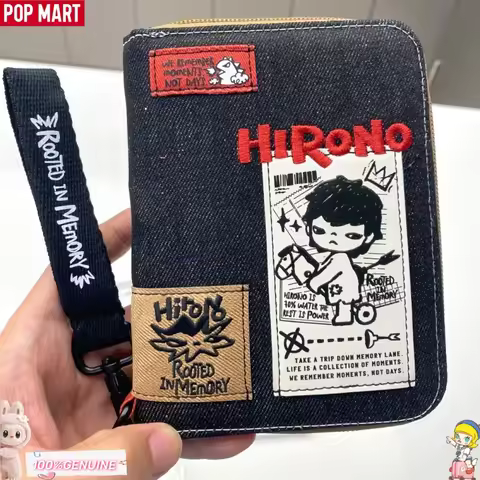 POP MART
WE REMEMBER
MOMENTS,
NOT DAYS
HIRONO
ROOTED IN MEMORY
ROOTED
IN
MEMORY
HIRONO IS
70% WATER THE
REST IS POWER
TAKE A TRIP DOWN MEMORY LANE.
LIFE IS A COLLECTION OF MOMENTS.
WE REMEMBER MOMENTS, NOT DAYS.
HiroNo
ROOTED
IN MEMORY
100%GENUINE